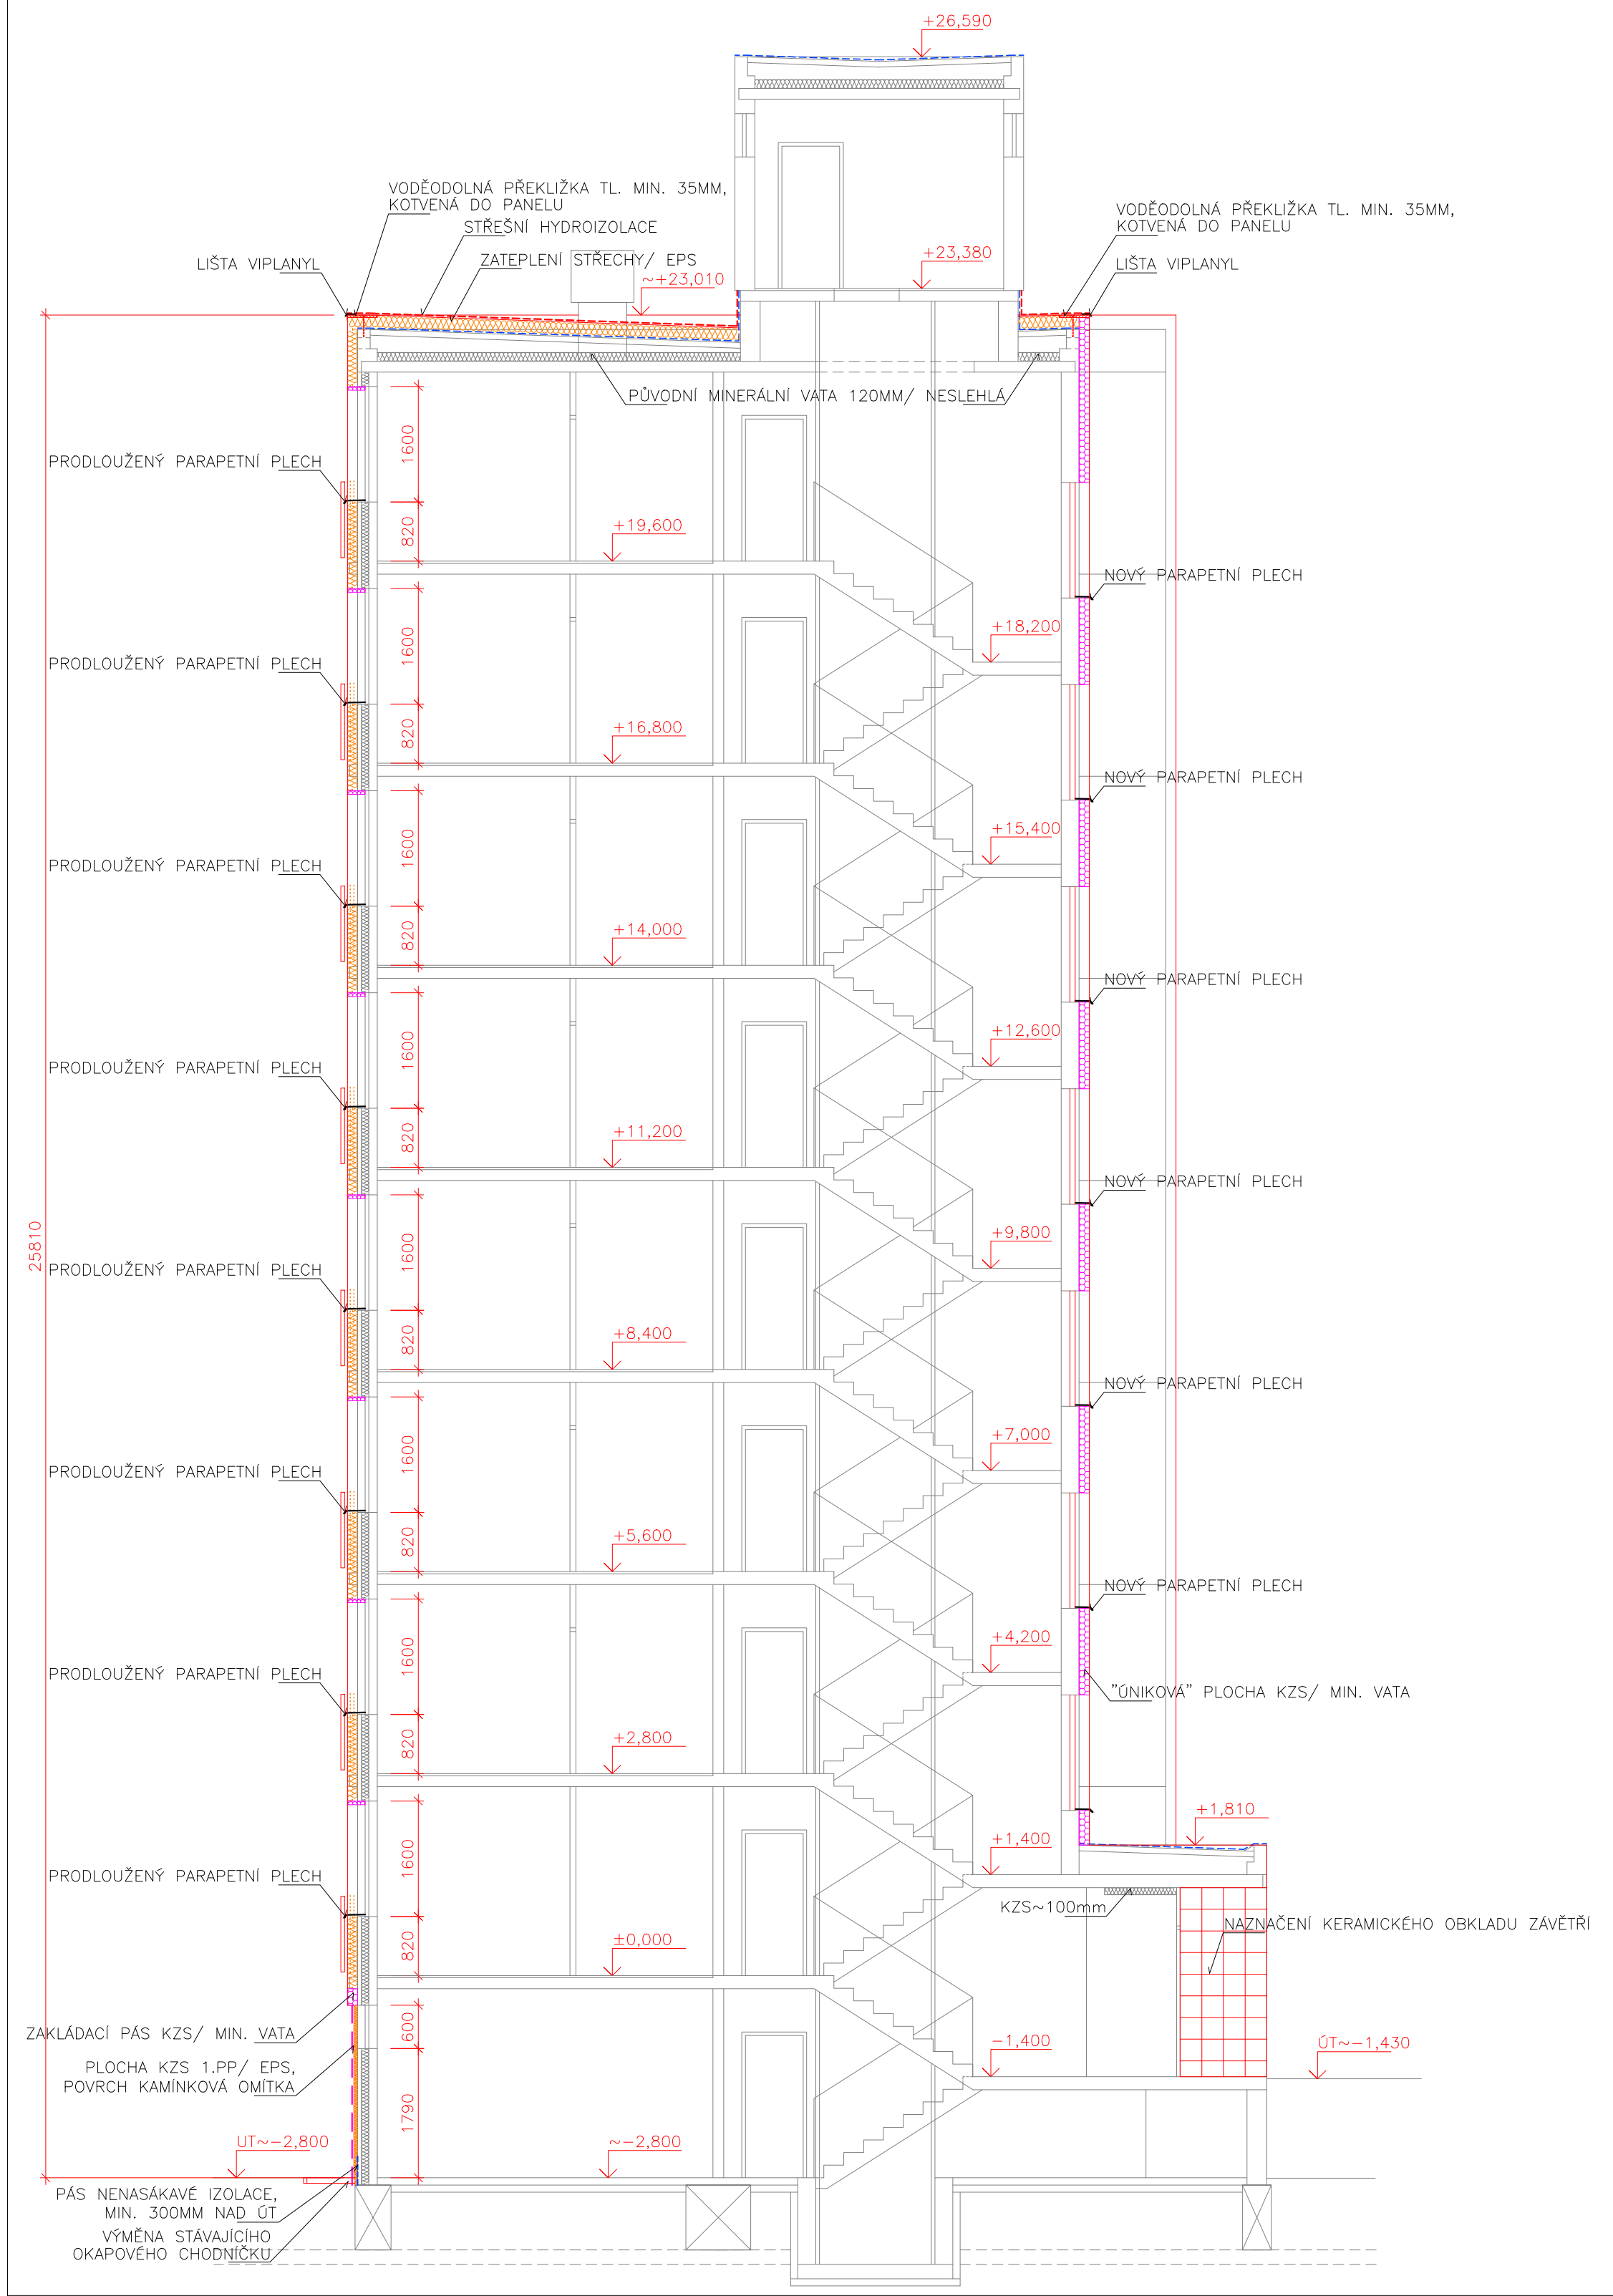 +26,590
VODĚODOLNÁ PŘEKLIŽKA TL. MIN. 35MM,
KOTVENÁ DO PANELU
STŘEŠNÍ HYDROIZOLACE
ZATEPLENÍ STŘECHY/ EPS
LIŠTA VIPLANYL
~+23,010
+23,380
VODĚODOLNÁ PŘEKLIŽKA TL. MIN. 35MM,
KOTVENÁ DO PANELU
LIŠTA VIPLANYL
PŮVODNÍ MINERÁLNÍ VATA 120MM/ NESLEHLÁ
1600
PRODLOUŽENÝ PARAPETNÍ PLECH
820
+19,600
NOVÝ PARAPETNÍ PLECH
+18,200
1600
PRODLOUŽENÝ PARAPETNÍ PLECH
820
+16,800
NOVÝ PARAPETNÍ PLECH
+15,400
1600
PRODLOUŽENÝ PARAPETNÍ PLECH
820
+14,000
NOVÝ PARAPETNÍ PLECH
+12,600
1600
PRODLOUŽENÝ PARAPETNÍ PLECH
820
+11,200
NOVÝ PARAPETNÍ PLECH
+9,800
25810
1600
PRODLOUŽENÝ PARAPETNÍ PLECH
820
+8,400
NOVÝ PARAPETNÍ PLECH
+7,000
1600
PRODLOUŽENÝ PARAPETNÍ PLECH
820
+5,600
NOVÝ PARAPETNÍ PLECH
+4,200
1600
PRODLOUŽENÝ PARAPETNÍ PLECH
"ÚNIKOVÁ" PLOCHA KZS/ MIN. VATA
820
+2,800
+1,810
+1,400
1600
PRODLOUŽENÝ PARAPETNÍ PLECH
KZS~100mm
NAZNAČENÍ KERAMICKÉHO OBKLADU ZÁVĚTŘÍ
820
±0,000
ZAKLÁDACÍ PÁS KZS/ MIN. VATA
600
-1,400
ÚT~-1,430
PLOCHA KZS 1.PP/ EPS,
POVRCH KAMÍNKOVÁ OMÍTKA
1790
UT~-2,800
~-2,800
PÁS NENASÁKAVÉ IZOLACE,
MIN. 300MM NAD ÚT
VÝMĚNA STÁVAJÍCÍHO
OKAPOVÉHO CHODNÍČKU